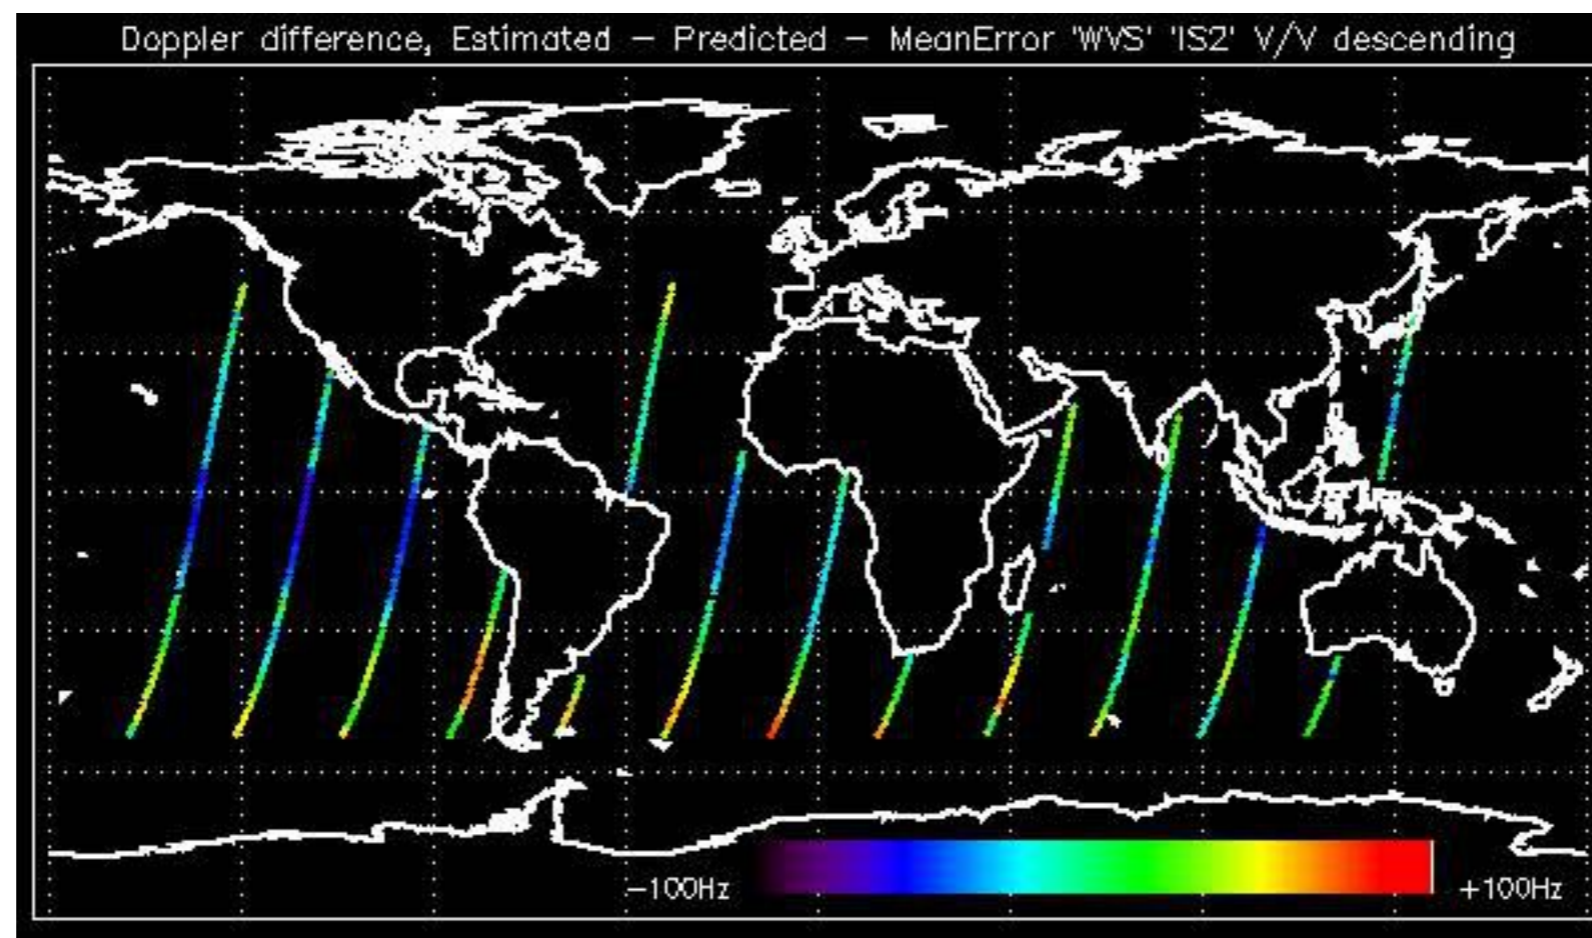 Doppler difference, Estimated – Predicted – MeanError 'WVS' 'IS2' V/V descending
–100Hz
+100Hz